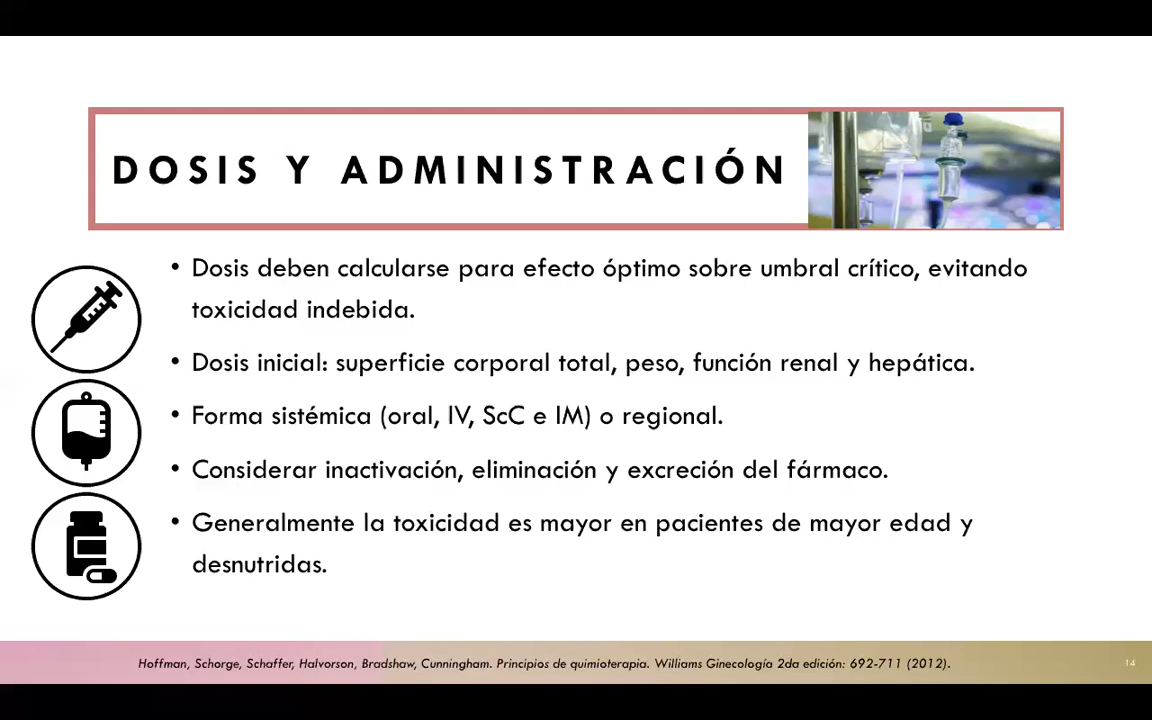 DOSIS Y ADMINISTRACIÓN
• Dosis deben calcularse para efecto óptimo sobre umbral crítico, evitando
toxicidad indebida.
• Dosis inicial: superficie corporal total, peso, función renal y hepática.
• Forma sistémica (oral, IV, ScC e IM) o regional.
• Considerar inactivación, eliminación y excreción del fármaco.
• Generalmente la toxicidad es mayor en pacientes de mayor edad y
desnutridas.
Hoffman, Schorge, Schaffer, Halvorson, Bradshaw, Cunningham. Principios de quimioterapia. Williams Ginecología 2da edición: 692-711 (2012).
14